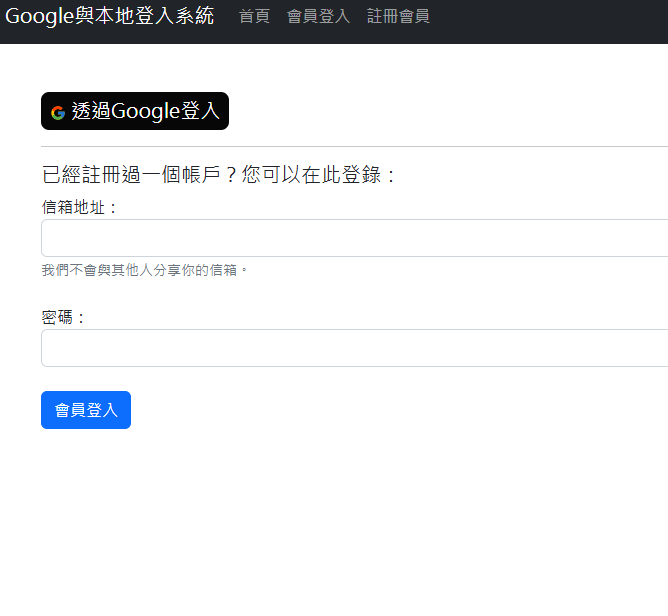 Google與本地登入系統 首頁 會員登入 註冊會員
透過Google登入
已經註冊過一個帳戶？您可以在此登錄：
信箱地址：
我們不會與其他人分享你的信箱。
密碼：
會員登入